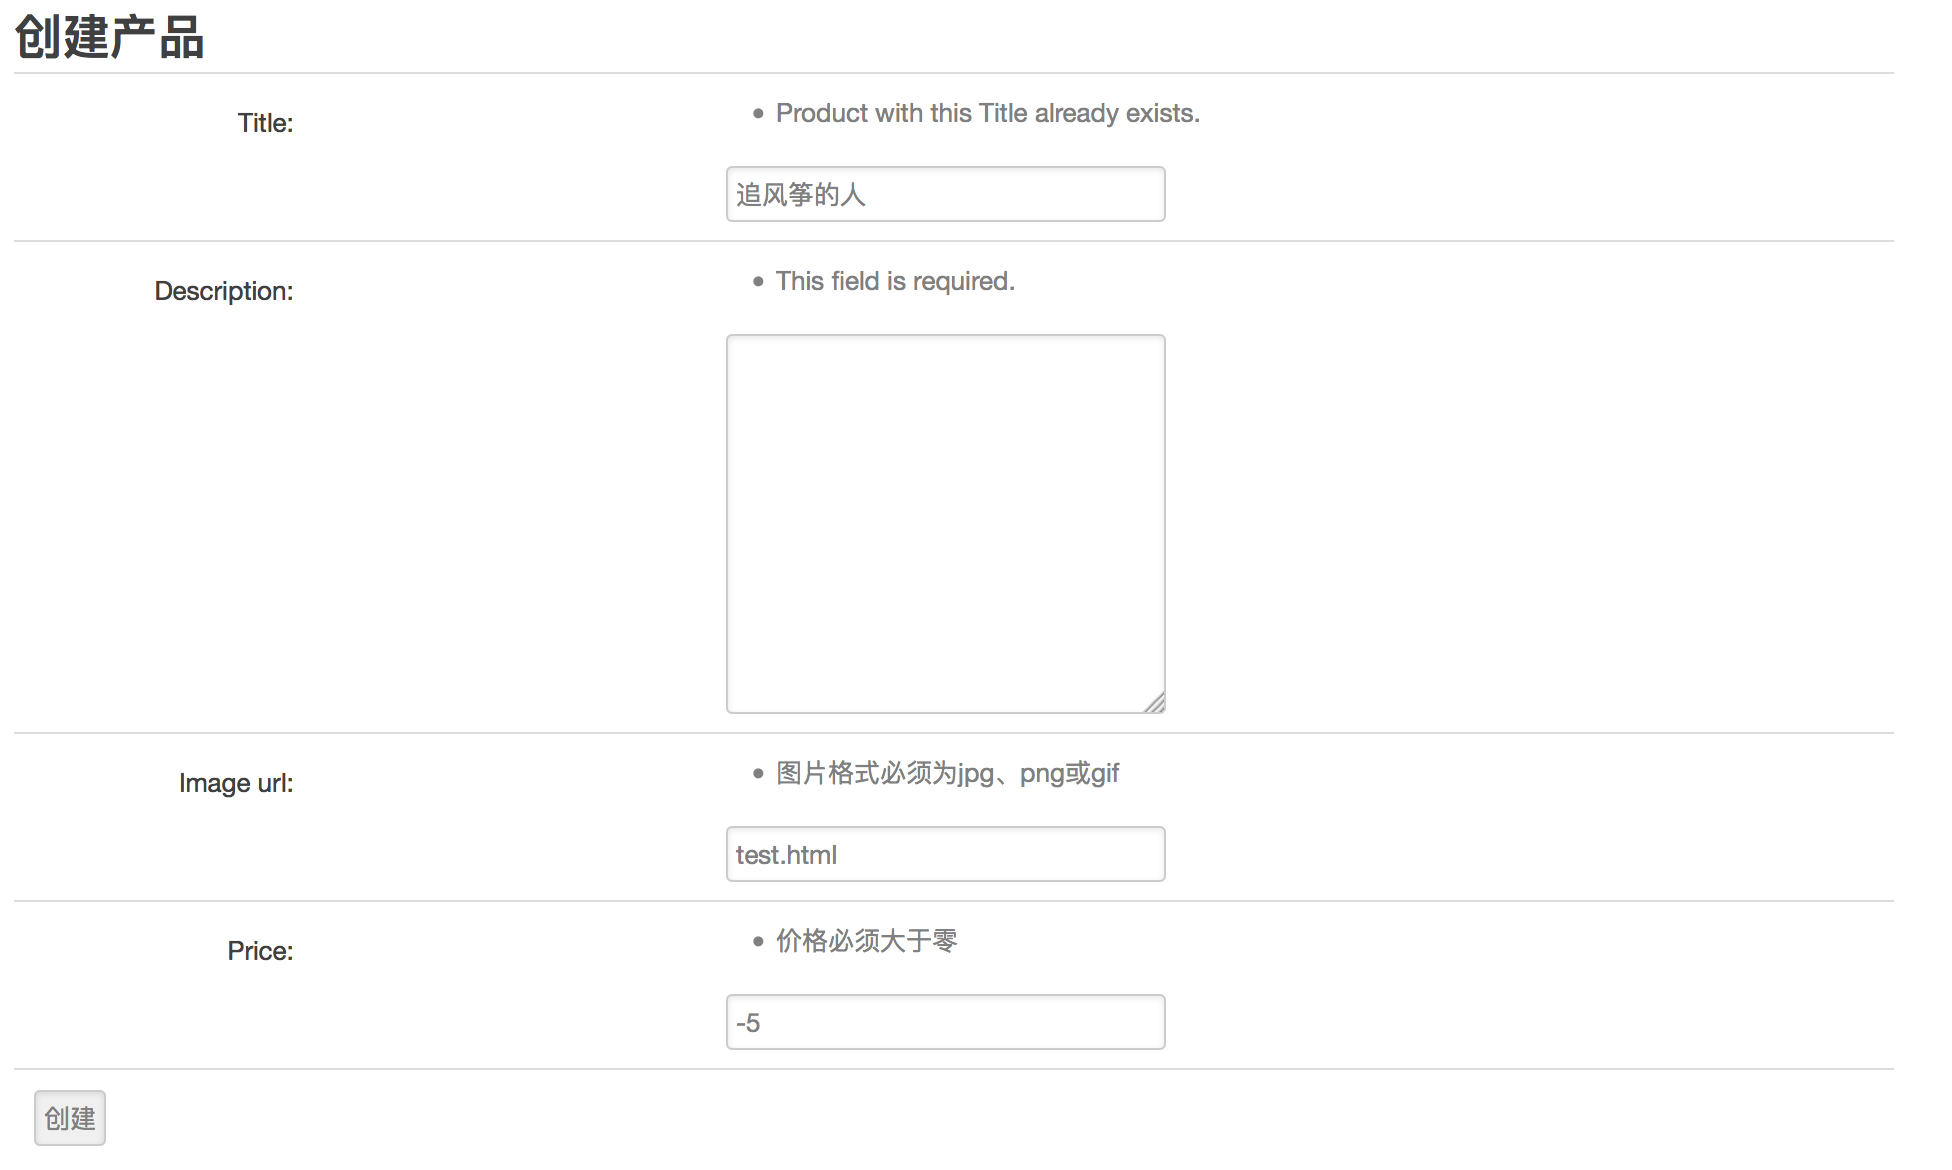 创建产品
Title:
Product with this Title already exists.
追风筝的人
Description:
This field is required.
Image url:
图片格式必须为jpg、png或gif
test.html
Price:
价格必须大于零
-5
创建